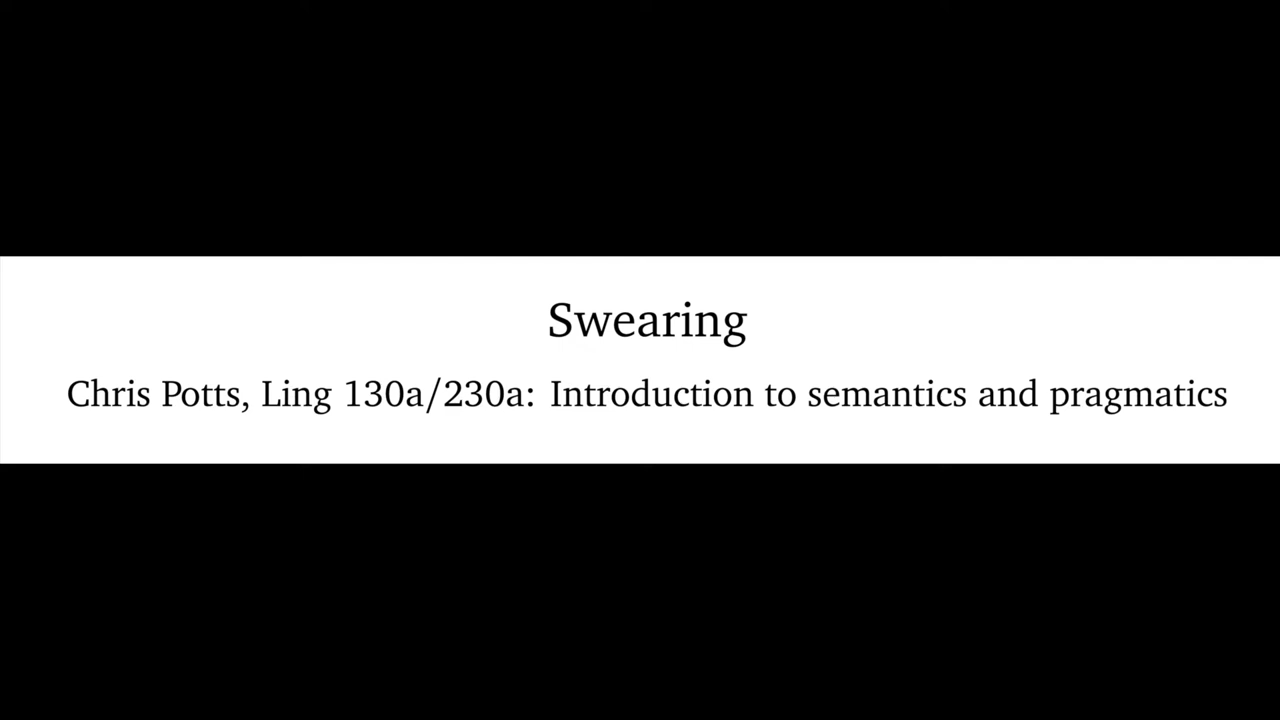 Swearing
Chris Potts, Ling 130a/230a: Introduction to semantics and pragmatics